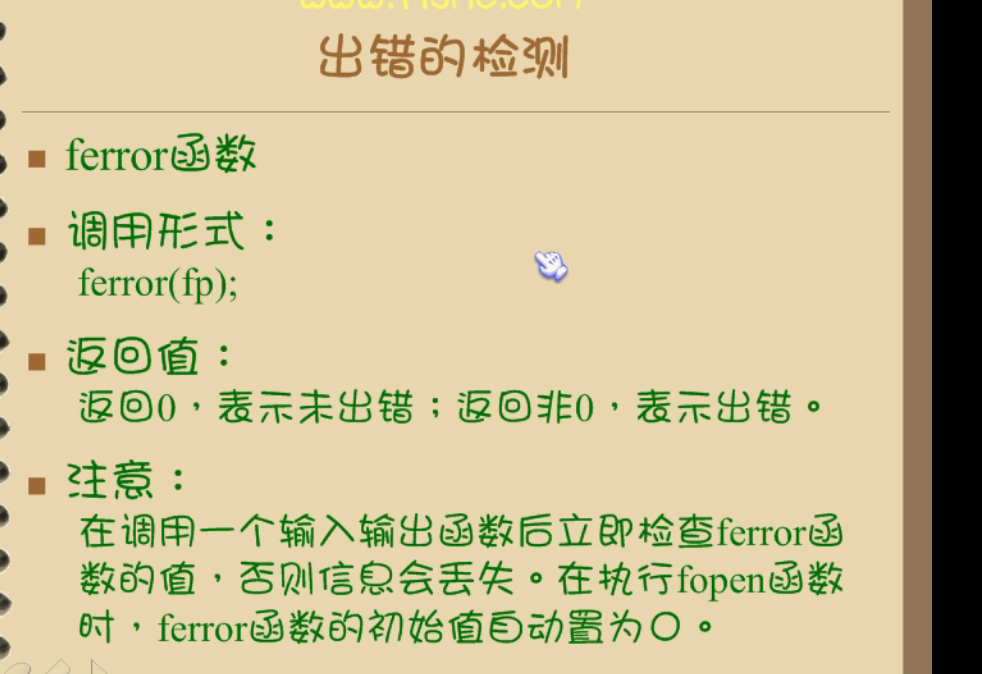 出错的检测
ferror函数
调用形式：
ferror(fp);
返回值：
返回0，表示未出错；返回非0，表示出错。
注意：
在调用一个输入输出函数后立即检查ferror函
数的值，否则信息会丢失。在执行fopen函数
时，ferror函数的初始值自动置为０。